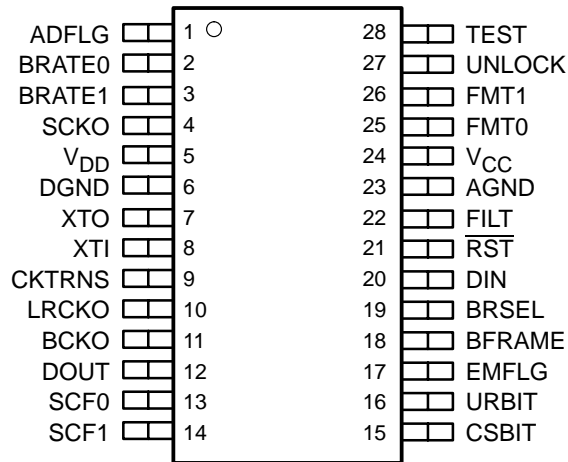 ADFLG 1 28 TEST
BRATE0 2 27 UNLOCK
BRATE1 3 26 FMT1
SCKO 4 25 FMT0
VDD 5 24 VCC
DGND 6 23 AGND
XTO 7 22 FILT
XTI 8 21 RST
CKTRNS 9 20 DIN
LRCKO 10 19 BRSEL
BCKO 11 18 BFRAME
DOUT 12 17 EMFLG
SCF0 13 16 URBIT
SCF1 14 15 CSBIT